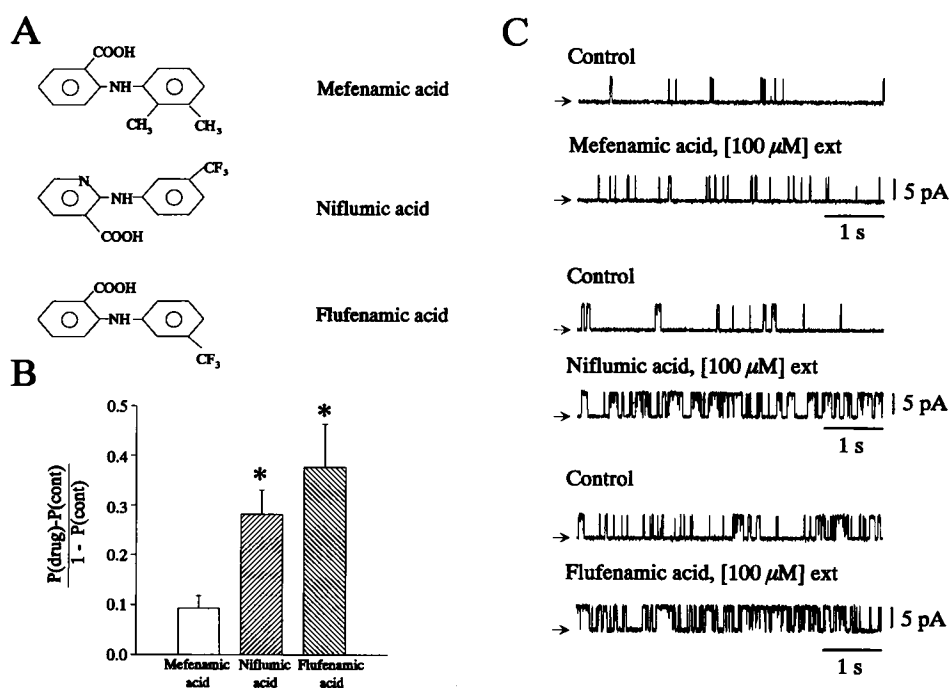 A
COOH
NH
CH₃
CH₃
Mefenamic acid
CF₃
N
NH
COOH
Niflumic acid
COOH
NH
CF₃
Flufenamic acid
B
P(drug)-P(cont)
1 - P(cont)
0.5
0.4
0.3
0.2
0.1
0.0
*
*
Mefenamic acid
Niflumic acid
Flufenamic acid
C
Control
Mefenamic acid, [100 μM] ext
5 pA
1 s
Control
Niflumic acid, [100 μM] ext
5 pA
1 s
Control
Flufenamic acid, [100 μM] ext
5 pA
1 s